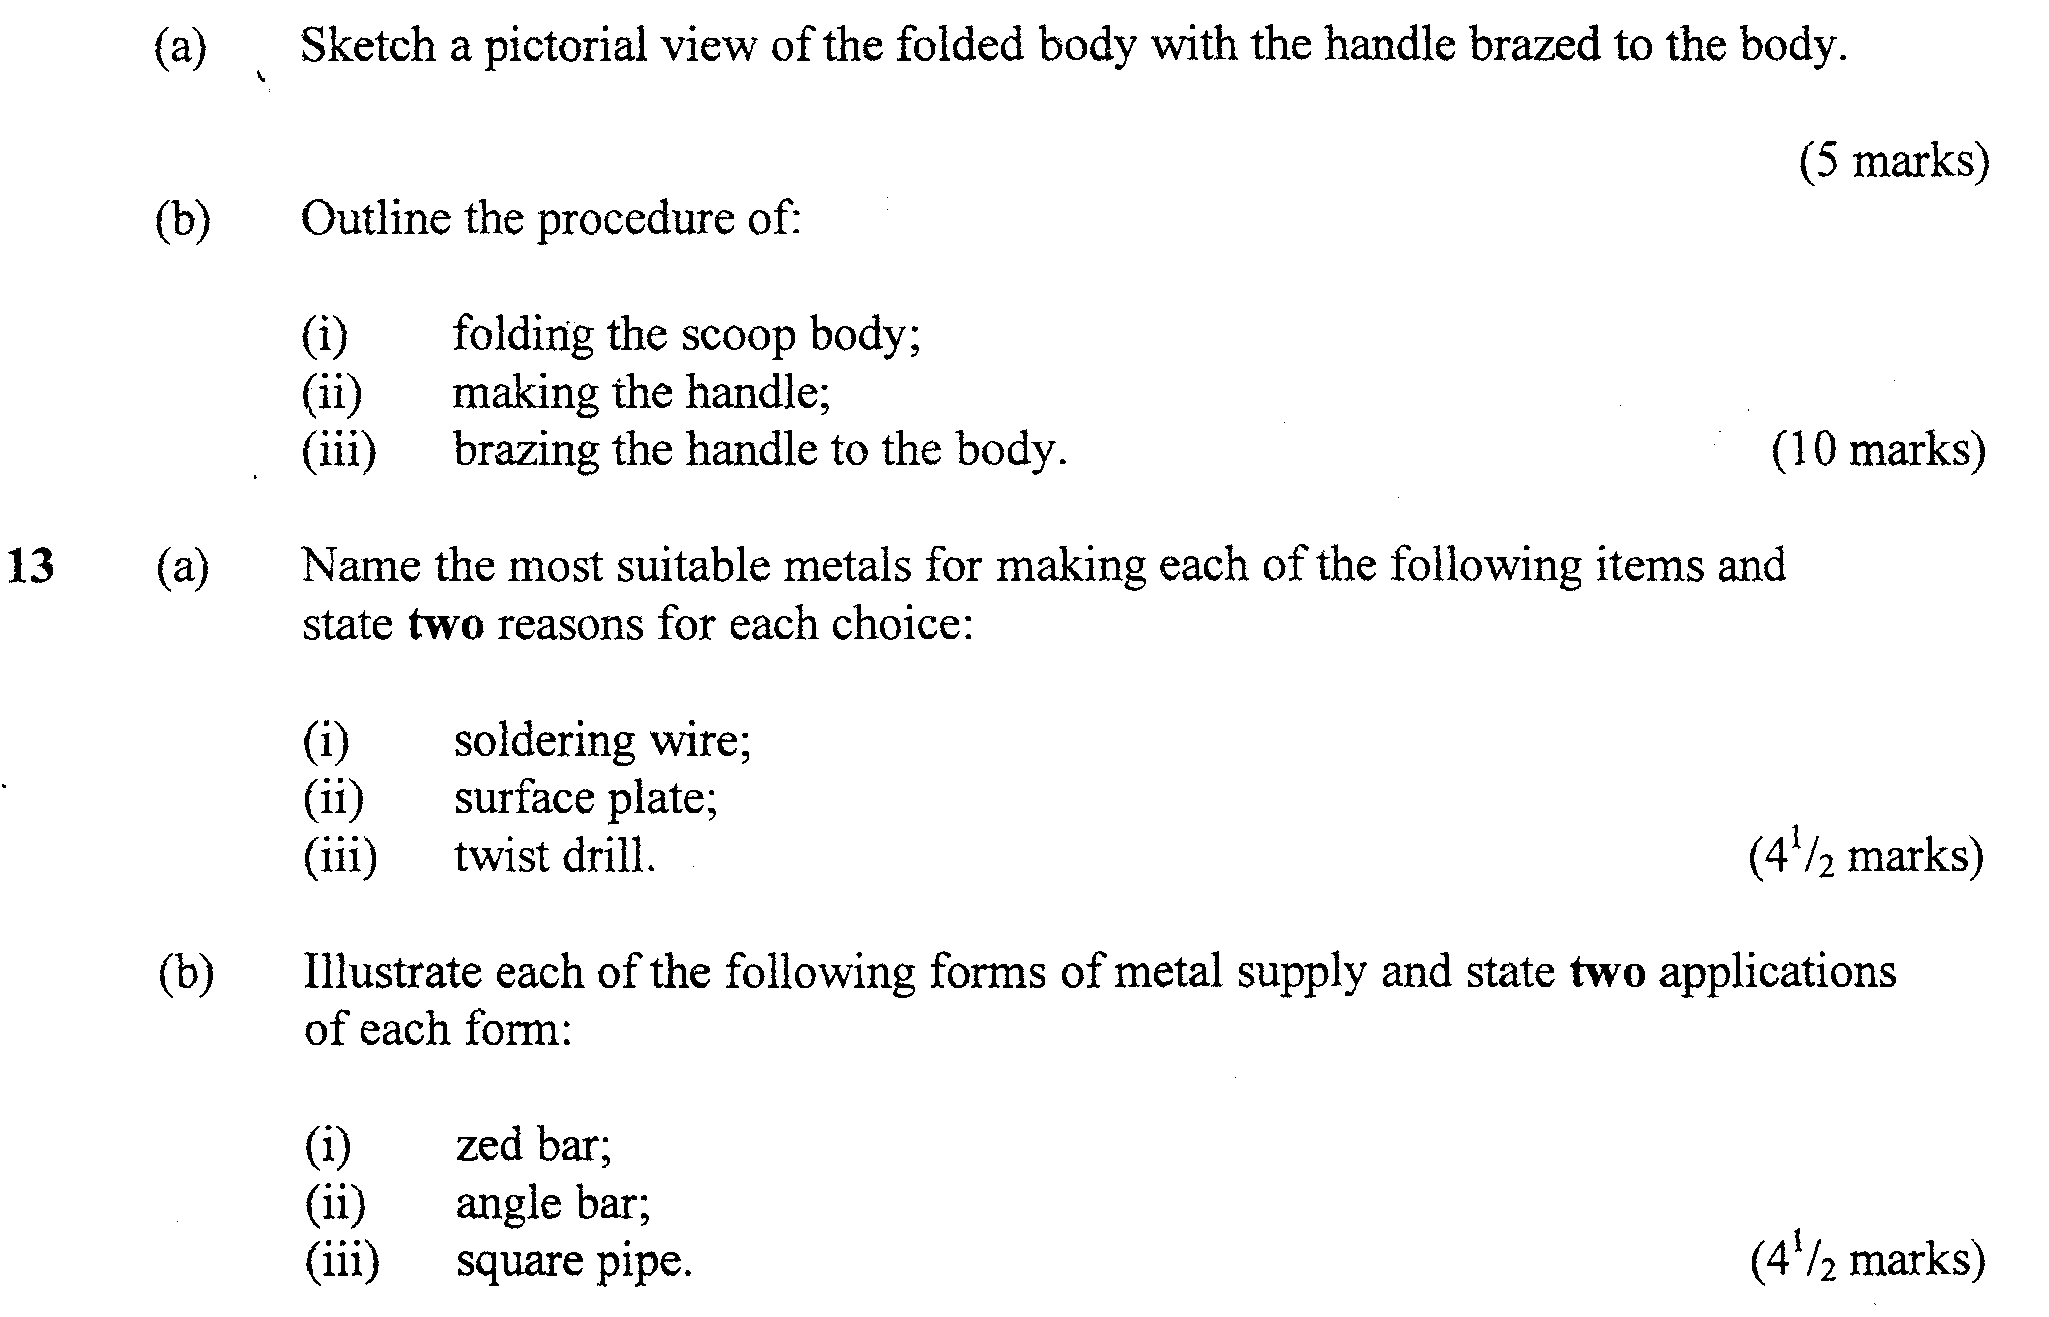 (a) Sketch a pictorial view of the folded body with the handle brazed to the body.
(5 marks)
(b) Outline the procedure of:
(i) folding the scoop body;
(ii) making the handle;
(iii) brazing the handle to the body. (10 marks)
13 (a) Name the most suitable metals for making each of the following items and
state two reasons for each choice:
(i) soldering wire;
(ii) surface plate;
(iii) twist drill. (4 1/2 marks)
(b) Illustrate each of the following forms of metal supply and state two applications
of each form:
(i) zed bar;
(ii) angle bar;
(iii) square pipe. (4 1/2 marks)